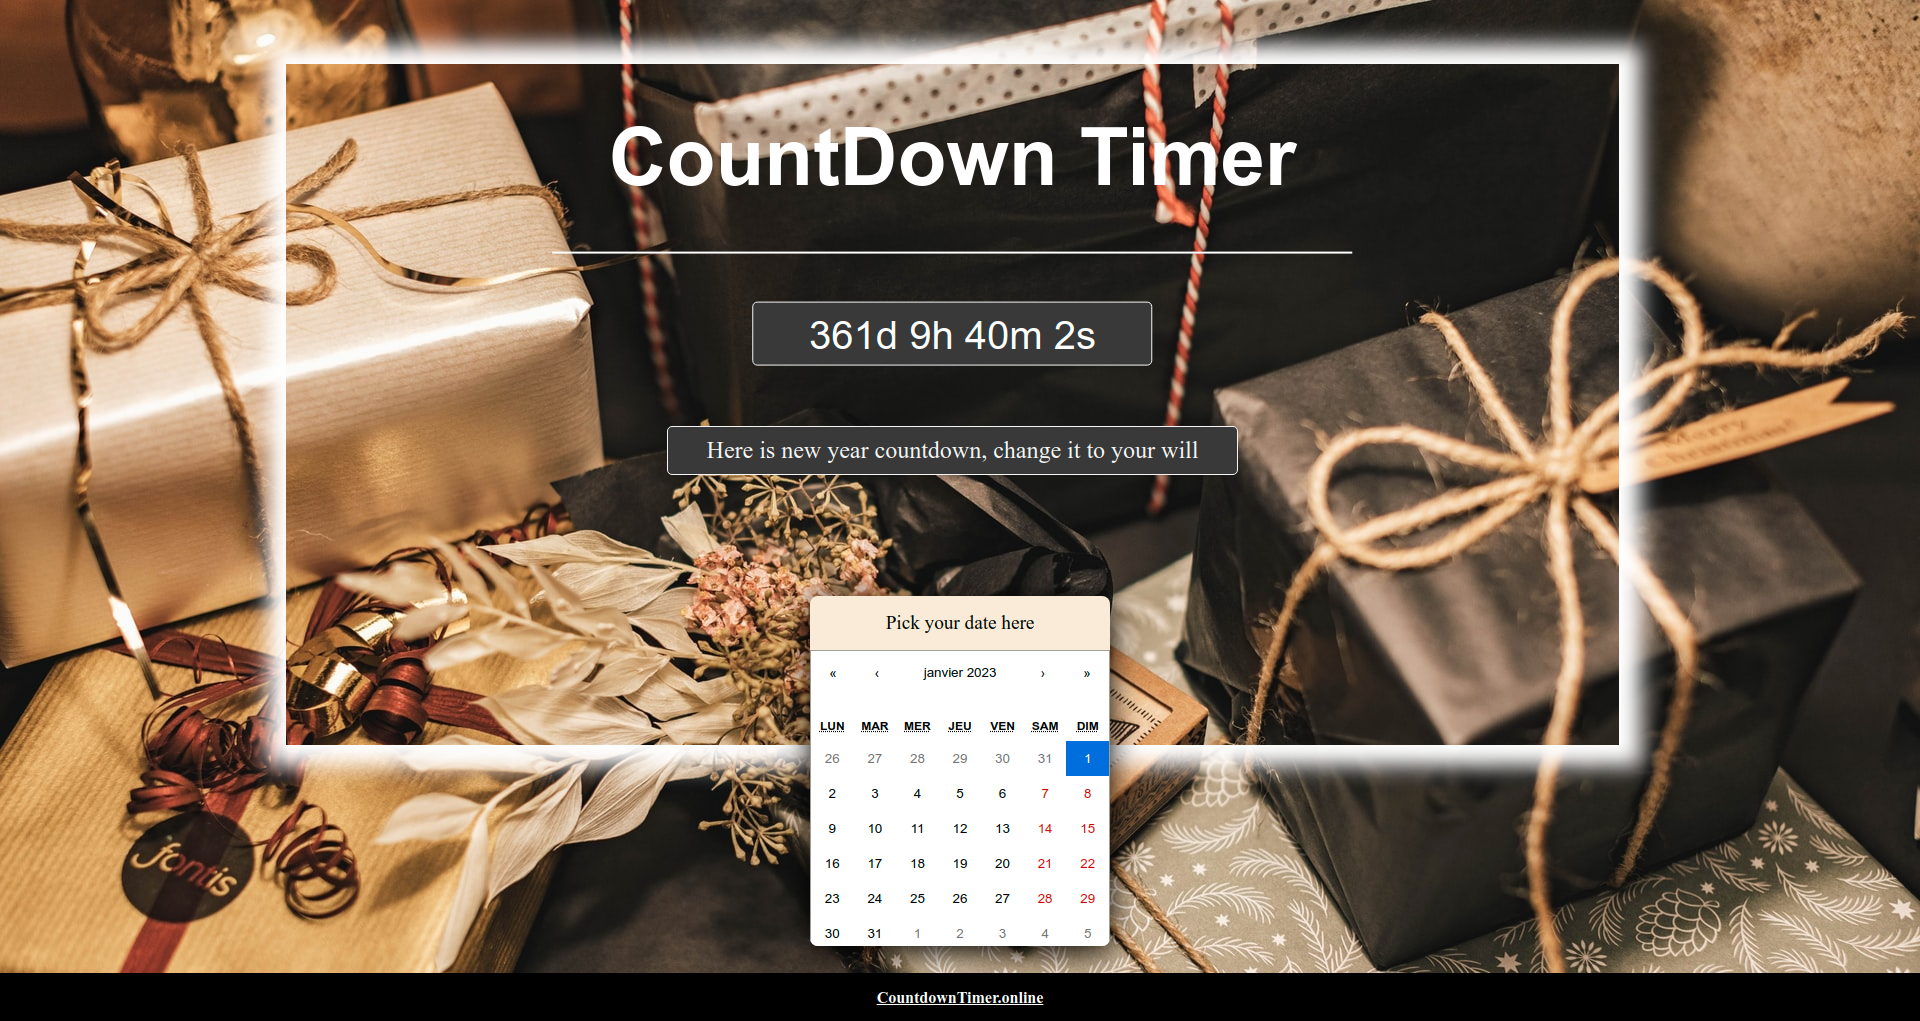 CountDown Timer
361d 9h 40m 2s
Here is new year countdown, change it to your will
Merry
Christmas
Pick your date here
« ‹ janvier 2023 › »
LUN MAR MER JEU VEN SAM DIM
26 27 28 29 30 31 1
2 3 4 5 6 7 8
9 10 11 12 13 14 15
16 17 18 19 20 21 22
23 24 25 26 27 28 29
30 31 1 2 3 4 5
fontis
CountdownTimer.online